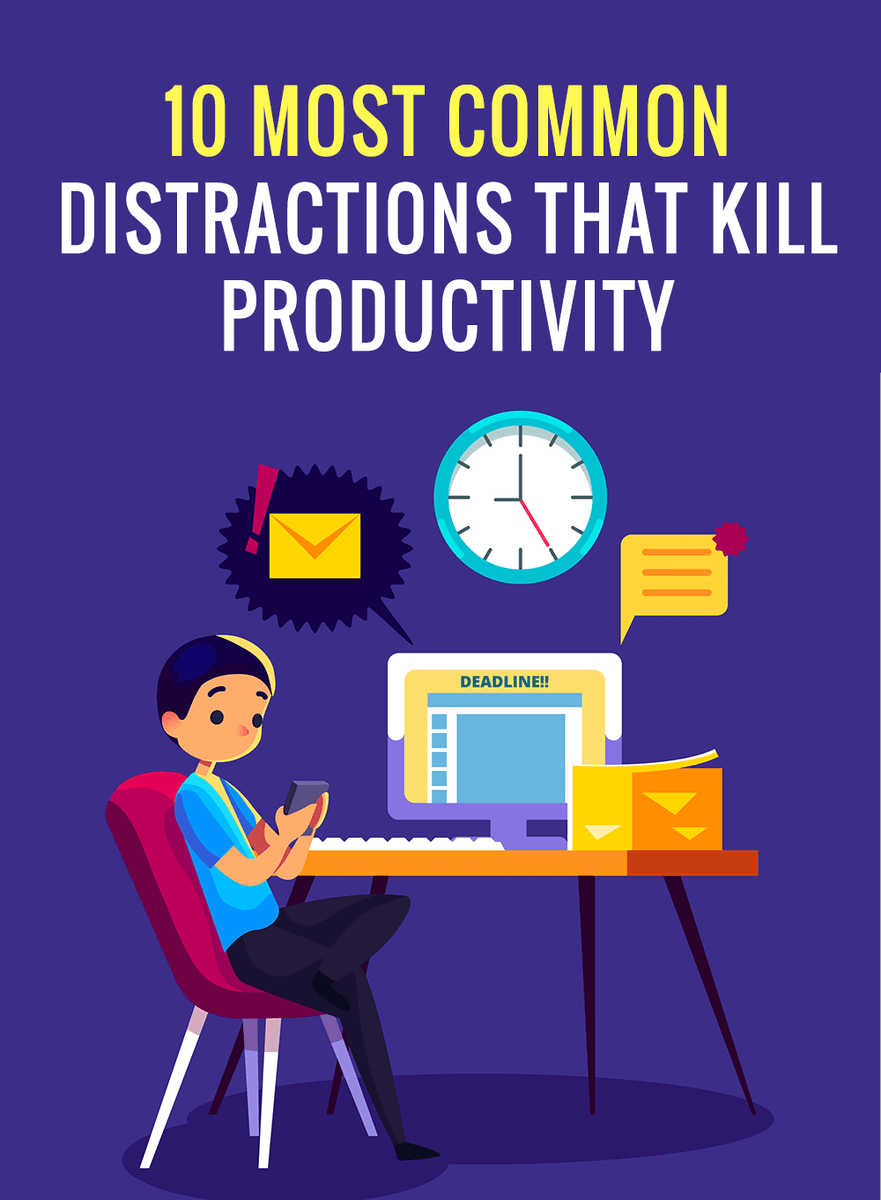 10 MOST COMMON
DISTRACTIONS THAT KILL
PRODUCTIVITY
DEADLINE!!